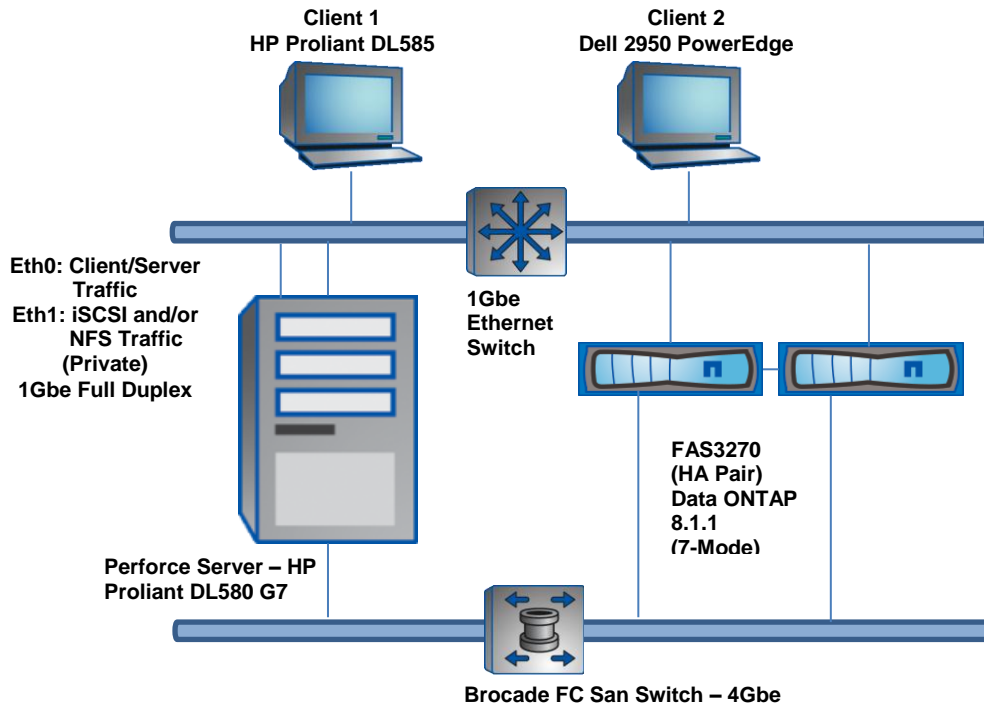 Client 1
HP Proliant DL585
Client 2
Dell 2950 PowerEdge
Eth0: Client/Server
Traffic
Eth1: iSCSI and/or
NFS Traffic
(Private)
1Gbe Full Duplex
1Gbe
Ethernet
Switch
FAS3270
(HA Pair)
Data ONTAP
8.1.1
(7-Mode)
Perforce Server – HP
Proliant DL580 G7
Brocade FC San Switch – 4Gbe